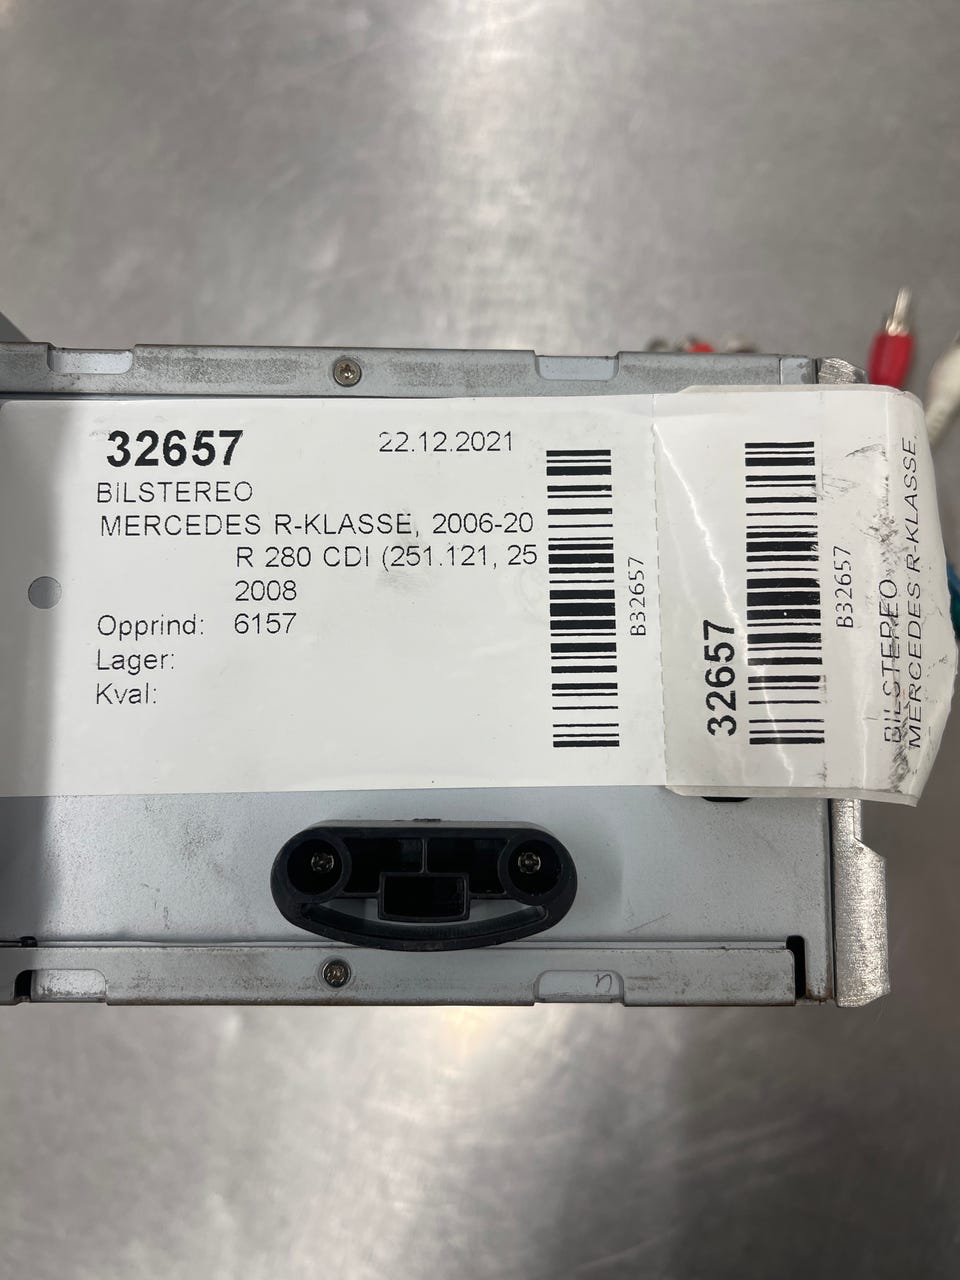 32657
22.12.2021
BILSTEREO
MERCEDES R-KLASSE, 2006-20
R 280 CDI (251.121, 25
2008
Opprind: 6157
Lager:
Kval:
B32657
32657
B32657
BILSTEREO
MERCEDES R-KLASSE,